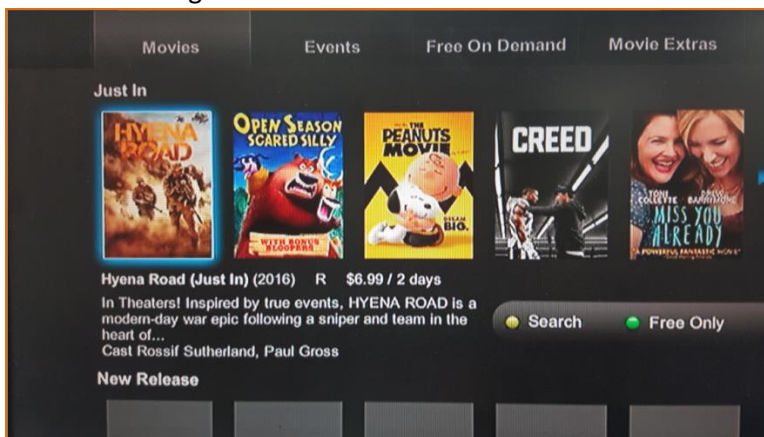 Movies Events Free On Demand Movie Extras
Just In
HYENA ROAD
OPEN SEASON
SCARED SILLY
WITH BONUS
BLOOPERS
THE
PEANUTS
MOVIE
DREAM
BIG.
CREED
TONI COLLETTE DREW BARRYMORE
MISS YOU
ALREADY
Hyena Road (Just In) (2016) R $6.99 / 2 days
In Theaters! Inspired by true events, HYENA ROAD is a
modern-day war epic following a sniper and team in the
heart of...
Cast Rossif Sutherland, Paul Gross
Search Free Only
New Release